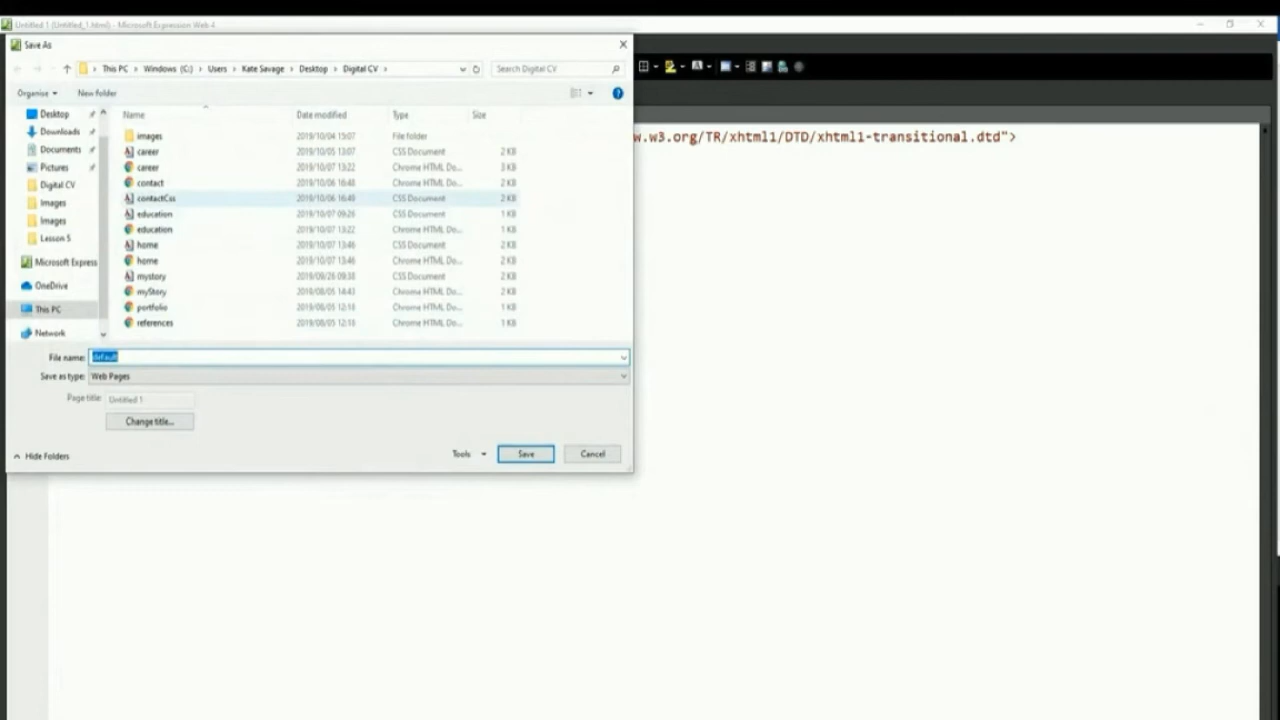 Untitled 1 (Untitled_1.html) - Microsoft Expression Web 4
Save As
This PC > Windows (C:) > Users > Kate Savage > Desktop > Digital CV >
Search Digital CV
Organise
New folder
Name Date modified Type Size
images 2019/10/04 15:07 File folder
career 2019/10/05 13:07 CSS Document 2 KB
career 2019/10/07 13:22 Chrome HTML Do... 3 KB
contact 2019/10/06 16:48 Chrome HTML Do... 2 KB
contactCss 2019/10/06 16:49 CSS Document 2 KB
education 2019/10/07 09:26 CSS Document 1 KB
education 2019/10/07 13:22 Chrome HTML Do... 1 KB
home 2019/10/07 13:46 CSS Document 2 KB
home 2019/10/07 13:46 Chrome HTML Do... 2 KB
mystory 2019/09/26 09:38 CSS Document 2 KB
myStory 2019/08/05 14:43 Chrome HTML Do... 2 KB
portfolio 2019/08/05 12:18 Chrome HTML Do... 1 KB
references 2019/08/05 12:18 Chrome HTML Do... 1 KB
Desktop
Downloads
Documents
Pictures
Digital CV
Images
Images
Lesson 5
Microsoft Express
OneDrive
This PC
Network
File name: default
Save as type: Web Pages
Page title: Untitled 1
Change title...
Hide Folders
Tools
Save
Cancel
w.w3.org/TR/xhtml1/DTD/xhtml1-transitional.dtd">